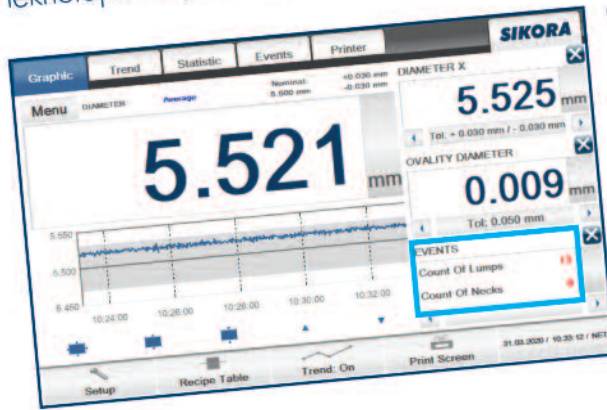 SIKORA
Graphic Trend Statistic Events Printer
Menu DIAMETER Average Nominal: 5.500 mm +0.030 mm -0.030 mm
5.521 mm
DIAMETER X
5.525 mm
Tol. + 0.030 mm / - 0.030 mm
OVALITY DIAMETER
0.009 mm
Tol: 0.050 mm
EVENTS
Count Of Lumps
Count Of Necks
5.550
5.500
5.450
10:24:00 10:26:00 10:28:00 10:30:00 10:32:00
Setup Recipe Table Trend: On Print Screen 31.03.2020 / 10:33:12 / NET